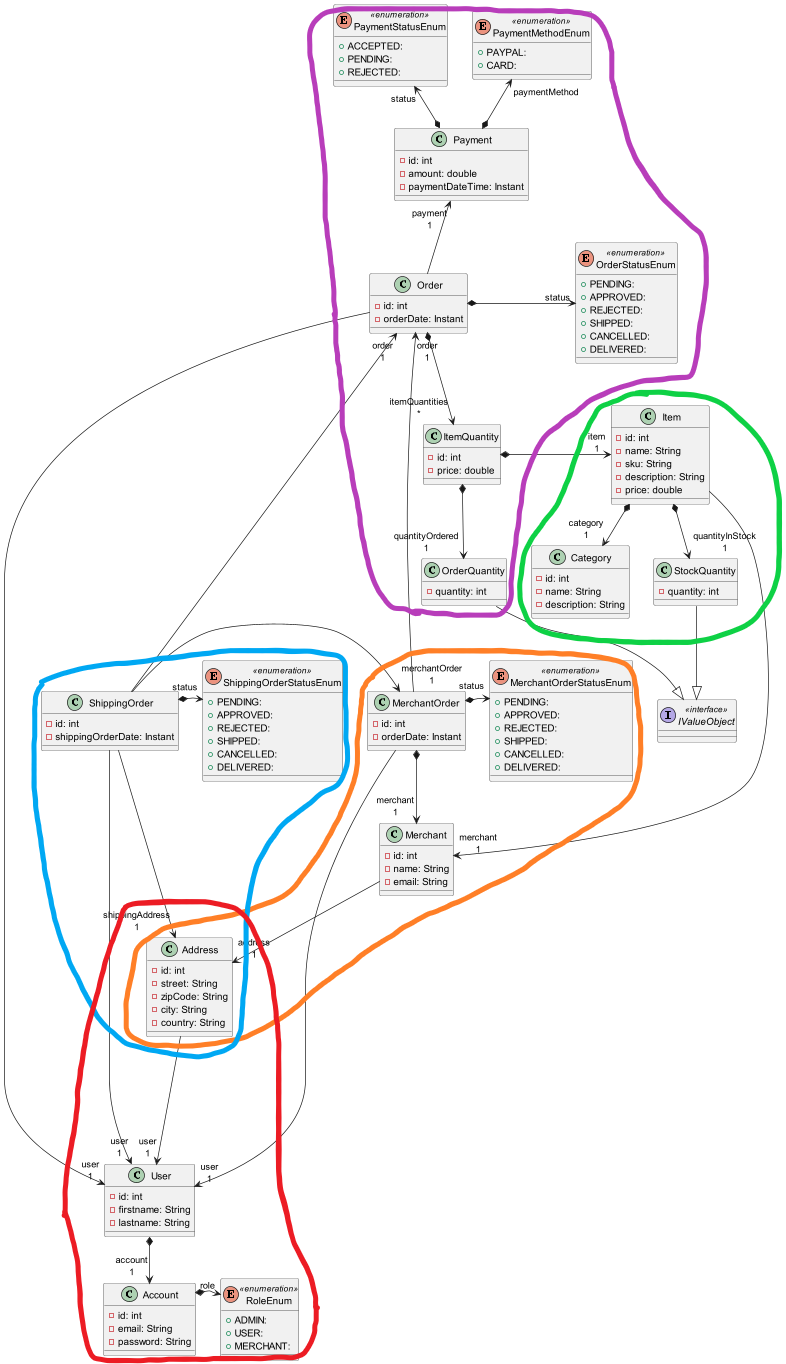 «enumeration»
E PaymentStatusEnum
ACCEPTED:
PENDING:
REJECTED:
«enumeration»
E PaymentMethodEnum
PAYPAL:
CARD:
status
paymentMethod
C Payment
id: int
amount: double
paymentDateTime: Instant
payment
1
C Order
id: int
orderDate: Instant
status
«enumeration»
E OrderStatusEnum
PENDING:
APPROVED:
REJECTED:
SHIPPED:
CANCELLED:
DELIVERED:
order
1
order
1
itemQuantities
*
C ItemQuantity
id: int
price: double
item
1
C Item
id: int
name: String
sku: String
description: String
price: double
quantityOrdered
1
category
1
quantityInStock
1
C OrderQuantity
quantity: int
C Category
id: int
name: String
description: String
C StockQuantity
quantity: int
C ShippingOrder
id: int
shippingOrderDate: Instant
status
«enumeration»
E ShippingOrderStatusEnum
PENDING:
APPROVED:
REJECTED:
SHIPPED:
CANCELLED:
DELIVERED:
merchantOrder
1
C MerchantOrder
id: int
orderDate: Instant
status
«enumeration»
E MerchantOrderStatusEnum
PENDING:
APPROVED:
REJECTED:
SHIPPED:
CANCELLED:
DELIVERED:
«interface»
I IValueObject
merchant
1
merchant
1
C Merchant
id: int
name: String
email: String
shippingAddress
1
address
1
C Address
id: int
street: String
zipCode: String
city: String
country: String
user
1
user
1
user
1
user
1
C User
id: int
firstname: String
lastname: String
account
1
C Account
id: int
email: String
password: String
role
«enumeration»
E RoleEnum
ADMIN:
USER:
MERCHANT: